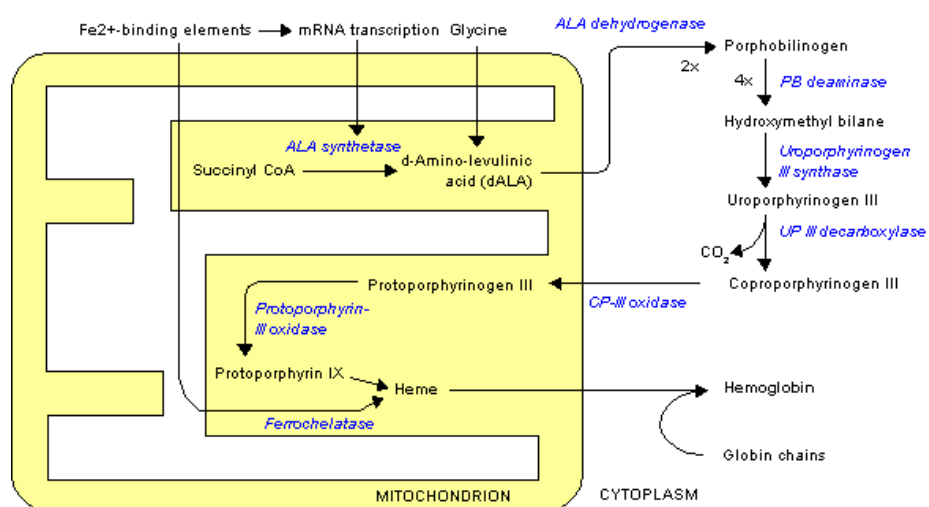 ALA dehydrogenase
Fe2+-binding elements
mRNA transcription
Glycine
2x
Porphobilinogen
4x
PB deaminase
Hydroxymethyl bilane
ALA synthetase
Succinyl CoA
d-Amino-levulinic
acid (dALA)
Uroporphyrinogen
III synthase
Uroporphyrinogen III
UP III decarboxylase
CO2
Coproporphyrinogen III
CP-III oxidase
Protoporphyrinogen III
Protoporphyrin-
III oxidase
Protoporphyrin IX
Heme
Hemoglobin
Ferrochelatase
Globin chains
MITOCHONDRION
CYTOPLASM